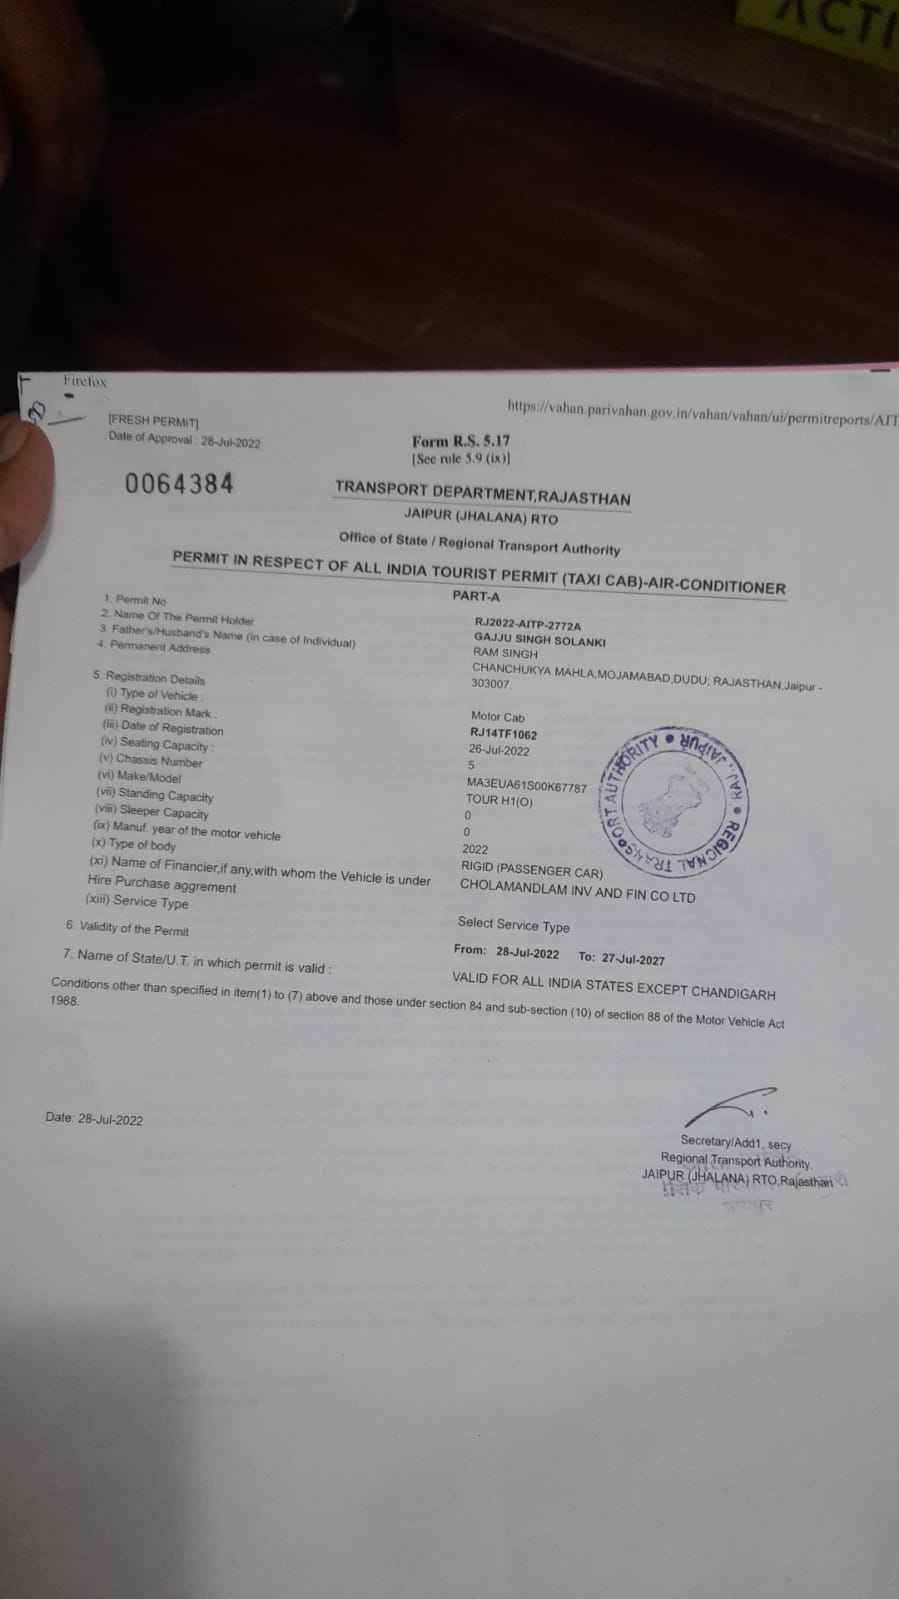 ACTI
Firefox
https://vahan.parivahan.gov.in/vahan/vahan/ui/permitreports/AIT
[FRESH PERMIT]
Date of Approval : 28-Jul-2022
Form R.S. 5.17
[See rule 5.9 (ix)]
0064384
TRANSPORT DEPARTMENT,RAJASTHAN
JAIPUR (JHALANA) RTO
Office of State / Regional Transport Authority
PERMIT IN RESPECT OF ALL INDIA TOURIST PERMIT (TAXI CAB)-AIR-CONDITIONER
PART-A
1. Permit No RJ2022-AITP-2772A
2. Name Of The Permit Holder GAJJU SINGH SOLANKI
3. Father's/Husband's Name (in case of Individual) RAM SINGH
4. Permanent Address CHANCHUKYA MAHLA,MOJAMABAD,DUDU; RAJASTHAN,Jaipur -
303007.
5. Registration Details
(i) Type of Vehicle : Motor Cab
(ii) Registration Mark : RJ14TF1062
(iii) Date of Registration 26-Jul-2022
(iv) Seating Capacity : 5
(v) Chassis Number MA3EUA61S00K67787
(vi) Make/Model TOUR H1(O)
(vii) Standing Capacity 0
(viii) Sleeper Capacity 0
(ix) Manuf. year of the motor vehicle 2022
(x) Type of body RIGID (PASSENGER CAR)
(xi) Name of Financier,if any,with whom the Vehicle is under CHOLAMANDLAM INV AND FIN CO LTD
Hire Purchase aggrement
(xiii) Service Type Select Service Type
6. Validity of the Permit From: 28-Jul-2022 To: 27-Jul-2027
7. Name of State/U.T. in which permit is valid : VALID FOR ALL INDIA STATES EXCEPT CHANDIGARH
Conditions other than specified in item(1) to (7) above and those under section 84 and sub-section (10) of section 88 of the Motor Vehicle Act
1988.
REGIONAL TRANSPORT AUTHORITY • JAIPUR, RAJ. •
Date: 28-Jul-2022
Secretary/Add1, secy
Regional Transport Authority,
JAIPUR (JHALANA) RTO,Rajasthan
जयपुर